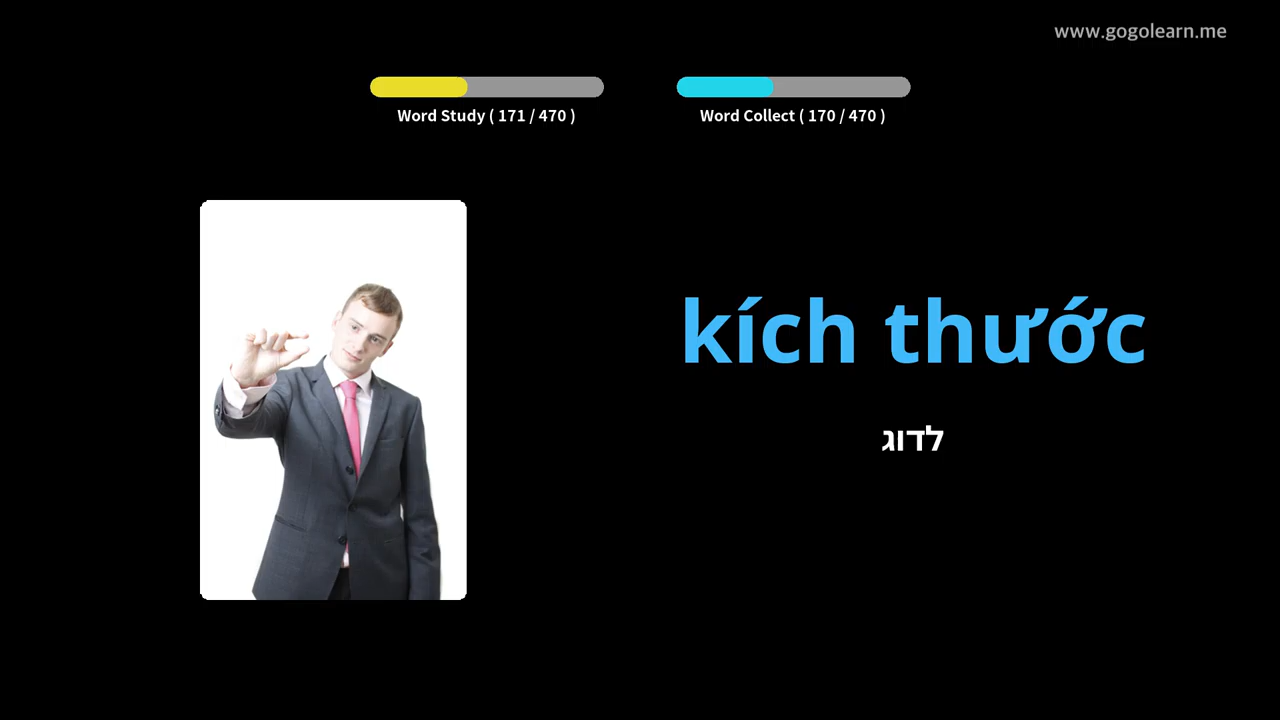 www.gogolearn.me
Word Study ( 171 / 470 )
Word Collect ( 170 / 470 )
kích thước
לדוג